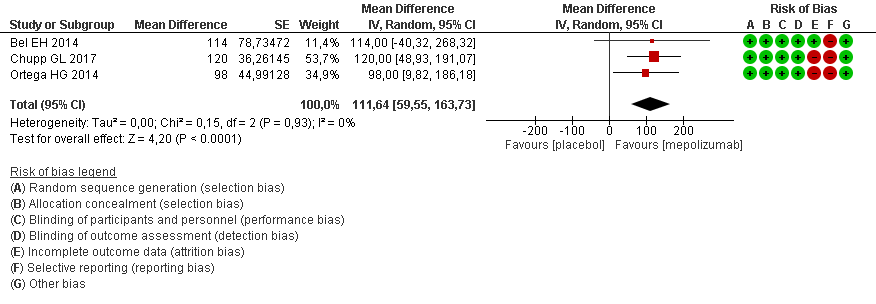 Mean Difference Mean Difference Risk of Bias
Study or Subgroup Mean Difference SE Weight IV, Random, 95% CI IV, Random, 95% CI A B C D E F G
Bel EH 2014 114 78,73472 11,4% 114,00 [-40,32, 268,32]
Chupp GL 2017 120 36,26145 53,7% 120,00 [48,93, 191,07]
Ortega HG 2014 98 44,99128 34,9% 98,00 [9,82, 186,18]
Total (95% CI) 100,0% 111,64 [59,55, 163,73]
Heterogeneity: Tau² = 0,00; Chi² = 0,15, df = 2 (P = 0,93); I² = 0%
Test for overall effect: Z = 4,20 (P < 0.0001)
-200 -100 0 100 200
Favours [placebol] Favours [mepolizumab]
Risk of bias legend
(A) Random sequence generation (selection bias)
(B) Allocation concealment (selection bias)
(C) Blinding of participants and personnel (performance bias)
(D) Blinding of outcome assessment (detection bias)
(E) Incomplete outcome data (attrition bias)
(F) Selective reporting (reporting bias)
(G) Other bias